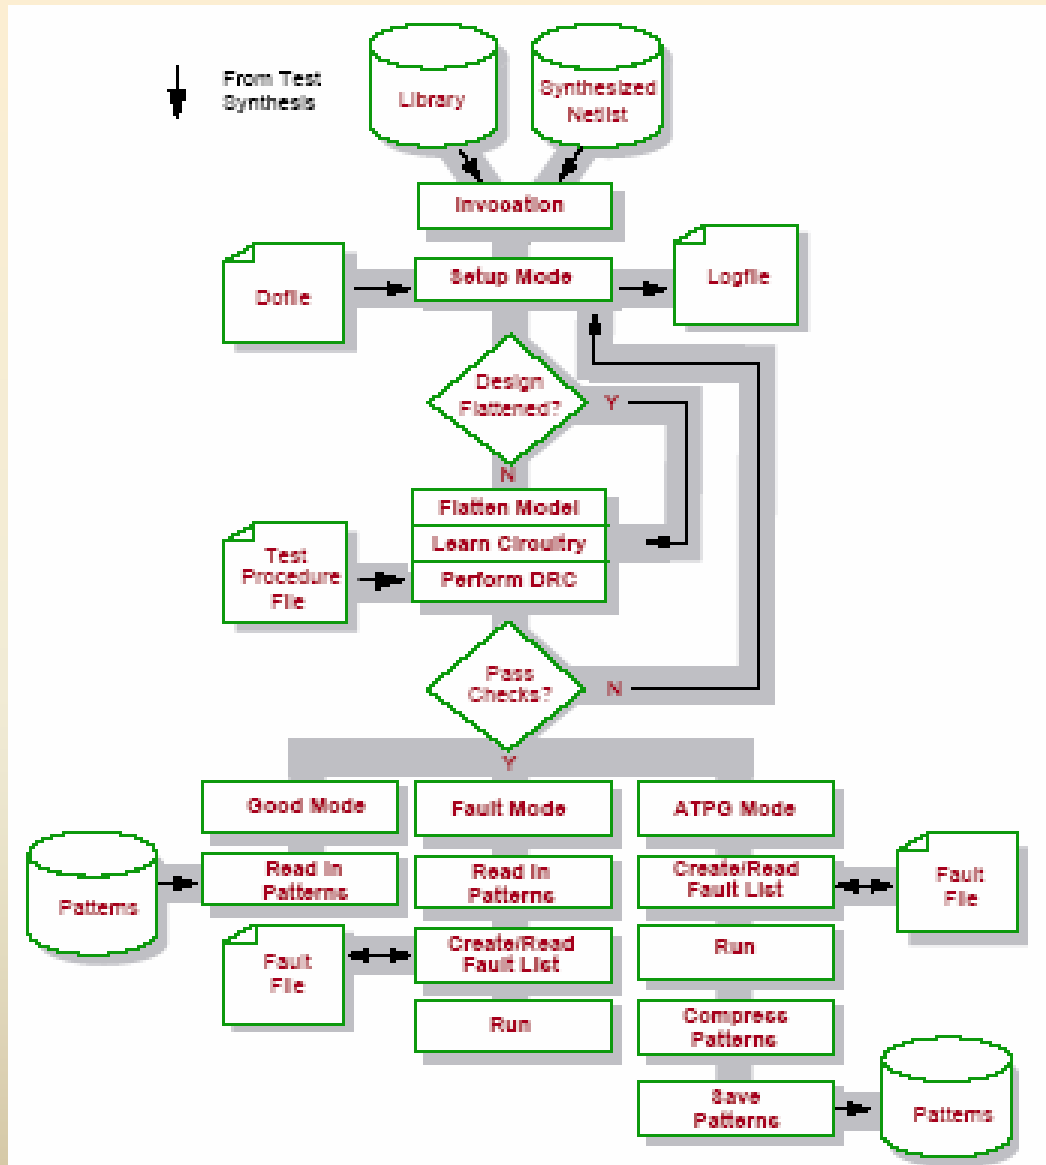 From Test
Synthesis
Library
Synthesized
Netlist
Invocation
Dofile
Setup Mode
Logfile
Design
Flattened?
Y
N
Flatten Model
Learn Circuitry
Perform DRC
Test
Procedure
File
Pass
Checks?
N
Y
Good Mode
Fault Mode
ATPG Mode
Patterns
Read In
Patterns
Read In
Patterns
Create/Read
Fault List
Fault
File
Fault
File
Create/Read
Fault List
Run
Run
Compress
Patterns
Save
Patterns
Patterns